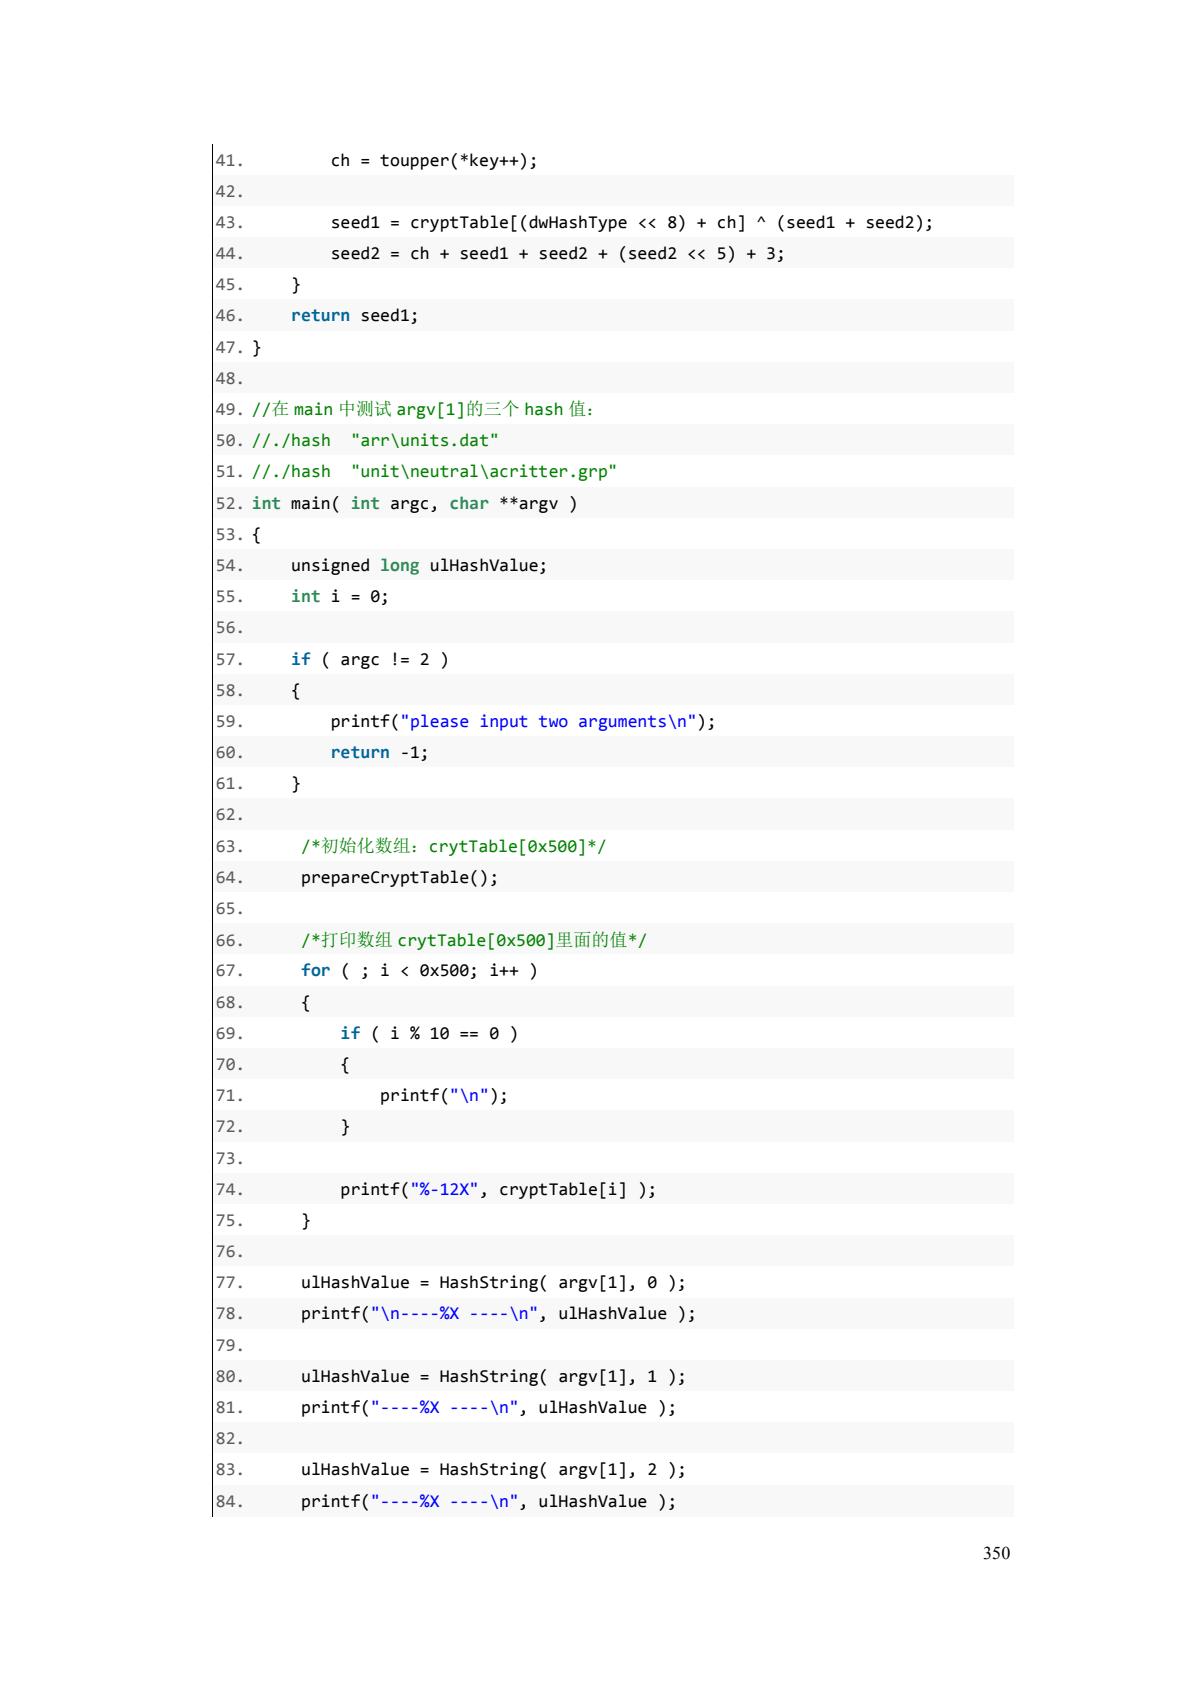 41.         ch = toupper(*key++);
42.
43.         seed1 = cryptTable[(dwHashType << 8) + ch] ^ (seed1 + seed2);
44.         seed2 = ch + seed1 + seed2 + (seed2 << 5) + 3;
45.     }
46.     return seed1;
47. }
48.
49. //在 main 中测试 argv[1]的三个 hash 值：
50. //./hash  "arr\units.dat"
51. //./hash  "unit\neutral\acritter.grp"
52. int main( int argc, char **argv )
53. {
54.     unsigned long ulHashValue;
55.     int i = 0;
56.
57.     if ( argc != 2 )
58.     {
59.         printf("please input two arguments\n");
60.         return -1;
61.     }
62.
63.      /*初始化数组：crytTable[0x500]*/
64.      prepareCryptTable();
65.
66.      /*打印数组 crytTable[0x500]里面的值*/
67.      for ( ; i < 0x500; i++ )
68.      {
69.          if ( i % 10 == 0 )
70.          {
71.              printf("\n");
72.          }
73.
74.          printf("%-12X", cryptTable[i] );
75.      }
76.
77.      ulHashValue = HashString( argv[1], 0 );
78.      printf("\n----%X ----\n", ulHashValue );
79.
80.      ulHashValue = HashString( argv[1], 1 );
81.      printf("----%X ----\n", ulHashValue );
82.
83.      ulHashValue = HashString( argv[1], 2 );
84.      printf("----%X ----\n", ulHashValue );
350